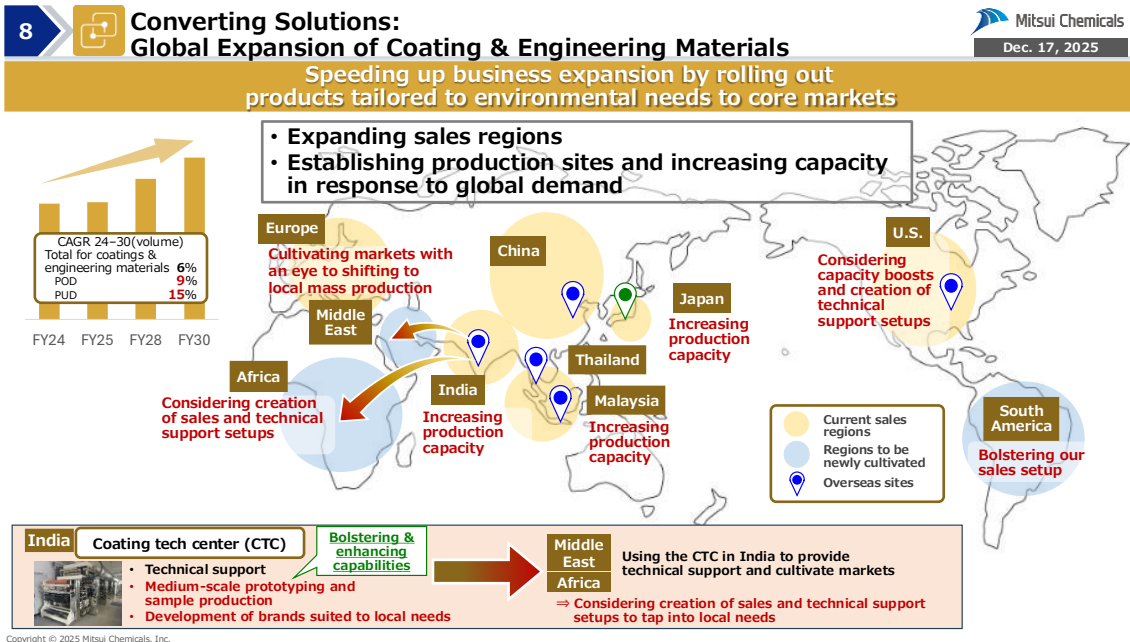 8
Converting Solutions:
Global Expansion of Coating & Engineering Materials
Mitsui Chemicals
Dec. 17, 2025
Speeding up business expansion by rolling out
products tailored to environmental needs to core markets
• Expanding sales regions
• Establishing production sites and increasing capacity
in response to global demand
CAGR 24–30(volume)
Total for coatings &
engineering materials 6%
POD 9%
PUD 15%
FY24 FY25 FY28 FY30
Europe
Cultivating markets with
an eye to shifting to
local mass production
Middle
East
Africa
Considering creation
of sales and technical
support setups
China
India
Increasing
production
capacity
Thailand
Malaysia
Increasing
production
capacity
Japan
Increasing
production
capacity
U.S.
Considering
capacity boosts
and creation of
technical
support setups
South
America
Bolstering our
sales setup
Current sales
regions
Regions to be
newly cultivated
Overseas sites
India
Coating tech center (CTC)
• Technical support
• Medium-scale prototyping and
sample production
• Development of brands suited to local needs
Bolstering &
enhancing
capabilities
Middle
East
Africa
Using the CTC in India to provide
technical support and cultivate markets
⇒ Considering creation of sales and technical support
setups to tap into local needs
Copyright © 2025 Mitsui Chemicals, Inc.